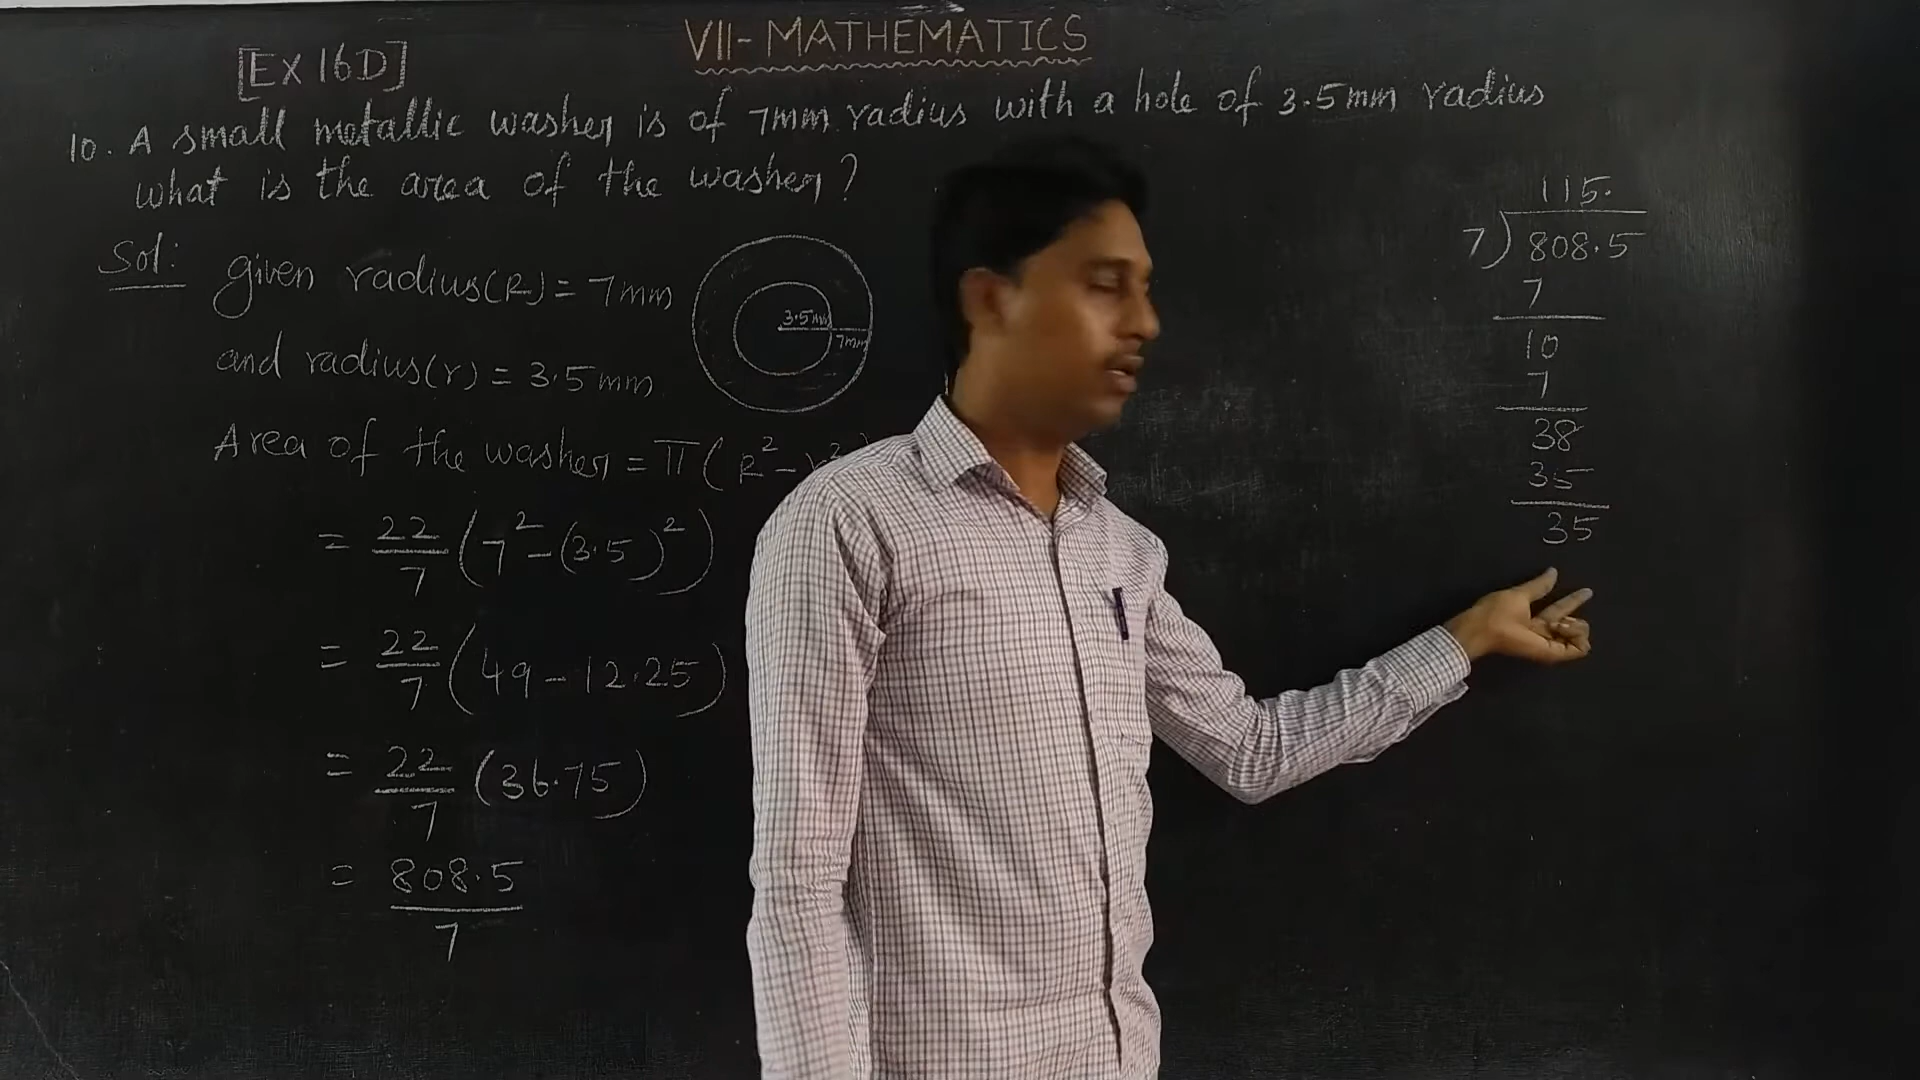 VII-MATHEMATICS
[EX 16D]
10. A small metallic washer is of 7mm radius with a hole of 3.5mm radius
what is the area of the washer?
Sol: given radius(R) = 7mm
and radius(r) = 3.5mm
3.5mm
7mm
Area of the washer = π(R²-r²
= 22/7 (7²-(3.5)²)
= 22/7 (49-12.25)
= 22/7 (36.75)
= 808.5/7
115.
7)808.5
7
10
7
38
35
35